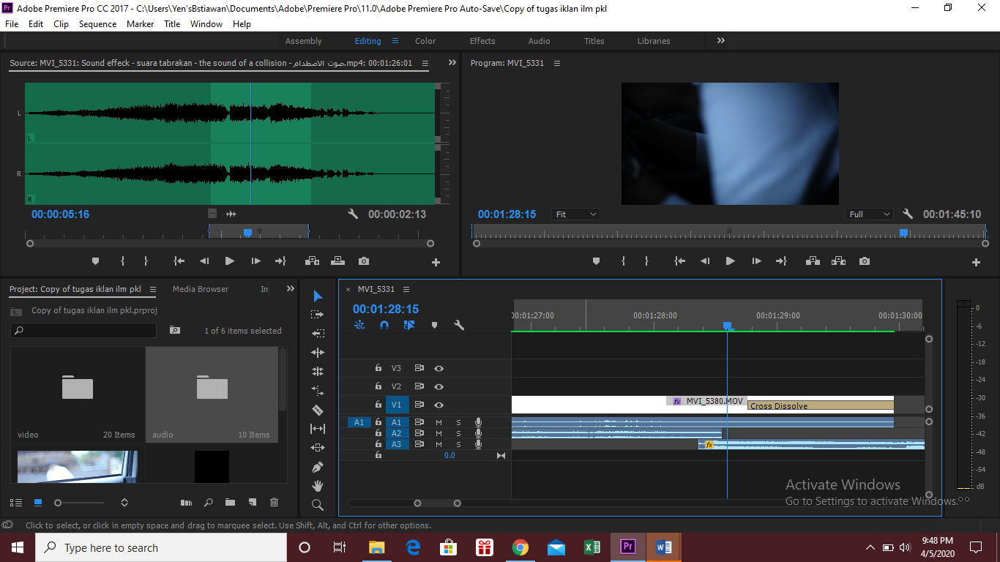 Pr Adobe Premiere Pro CC 2017 - C:\Users\Yen'sBstiawan\Documents\Adobe\Premiere Pro\11.0\Adobe Premiere Pro Auto-Save\Copy of tugas iklan ilm pkl
File Edit Clip Sequence Marker Title Window Help
Assembly Editing Color Effects Audio Titles Libraries
Source: MVI_5331: Sound effeck - suara tabrakan - the sound of a collision - صوت الاصطدام.mp4: 00:01:26:01
Program: MVI_5331
L
L
R
R
00:00:05:16 00:00:02:13
00:01:28:15 Fit Full 00:01:45:10
Project: Copy of tugas iklan ilm pkl Media Browser In
Copy of tugas iklan ilm pkl.prproj
1 of 6 items selected
video 20 Items
audio 10 Items
MVI_5331
00:01:28:15
00:01:27:00 00:01:28:00 00:01:29:00 00:01:30:00
V3
V2
V1
fx MVI_5380.MOV Cross Dissolve
A1 A1 M S
A2 M S
A3 M S fx
0.0
0
-6
-12
-18
-24
-30
-36
-42
-48
-54
dB
Activate Windows
Go to Settings to activate Windows.
Click to select, or click in empty space and drag to marquee select. Use Shift, Alt, and Ctrl for other options.
Type here to search
Pr
9:48 PM
4/5/2020